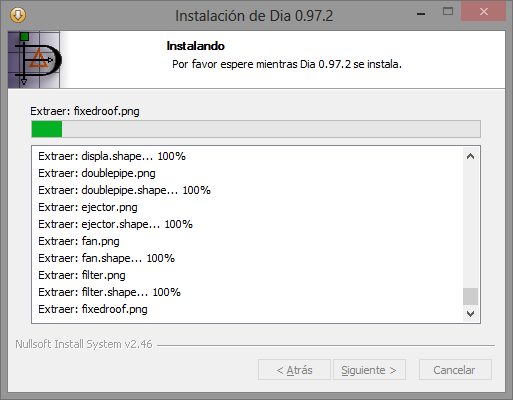 Instalación de Dia 0.97.2
Instalando
Por favor espere mientras Dia 0.97.2 se instala.
Extraer: fixedroof.png
Extraer: displa.shape... 100%
Extraer: doublepipe.png
Extraer: doublepipe.shape... 100%
Extraer: ejector.png
Extraer: ejector.shape... 100%
Extraer: fan.png
Extraer: fan.shape... 100%
Extraer: filter.png
Extraer: filter.shape... 100%
Extraer: fixedroof.png
Nullsoft Install System v2.46
< Atrás
Siguiente >
Cancelar